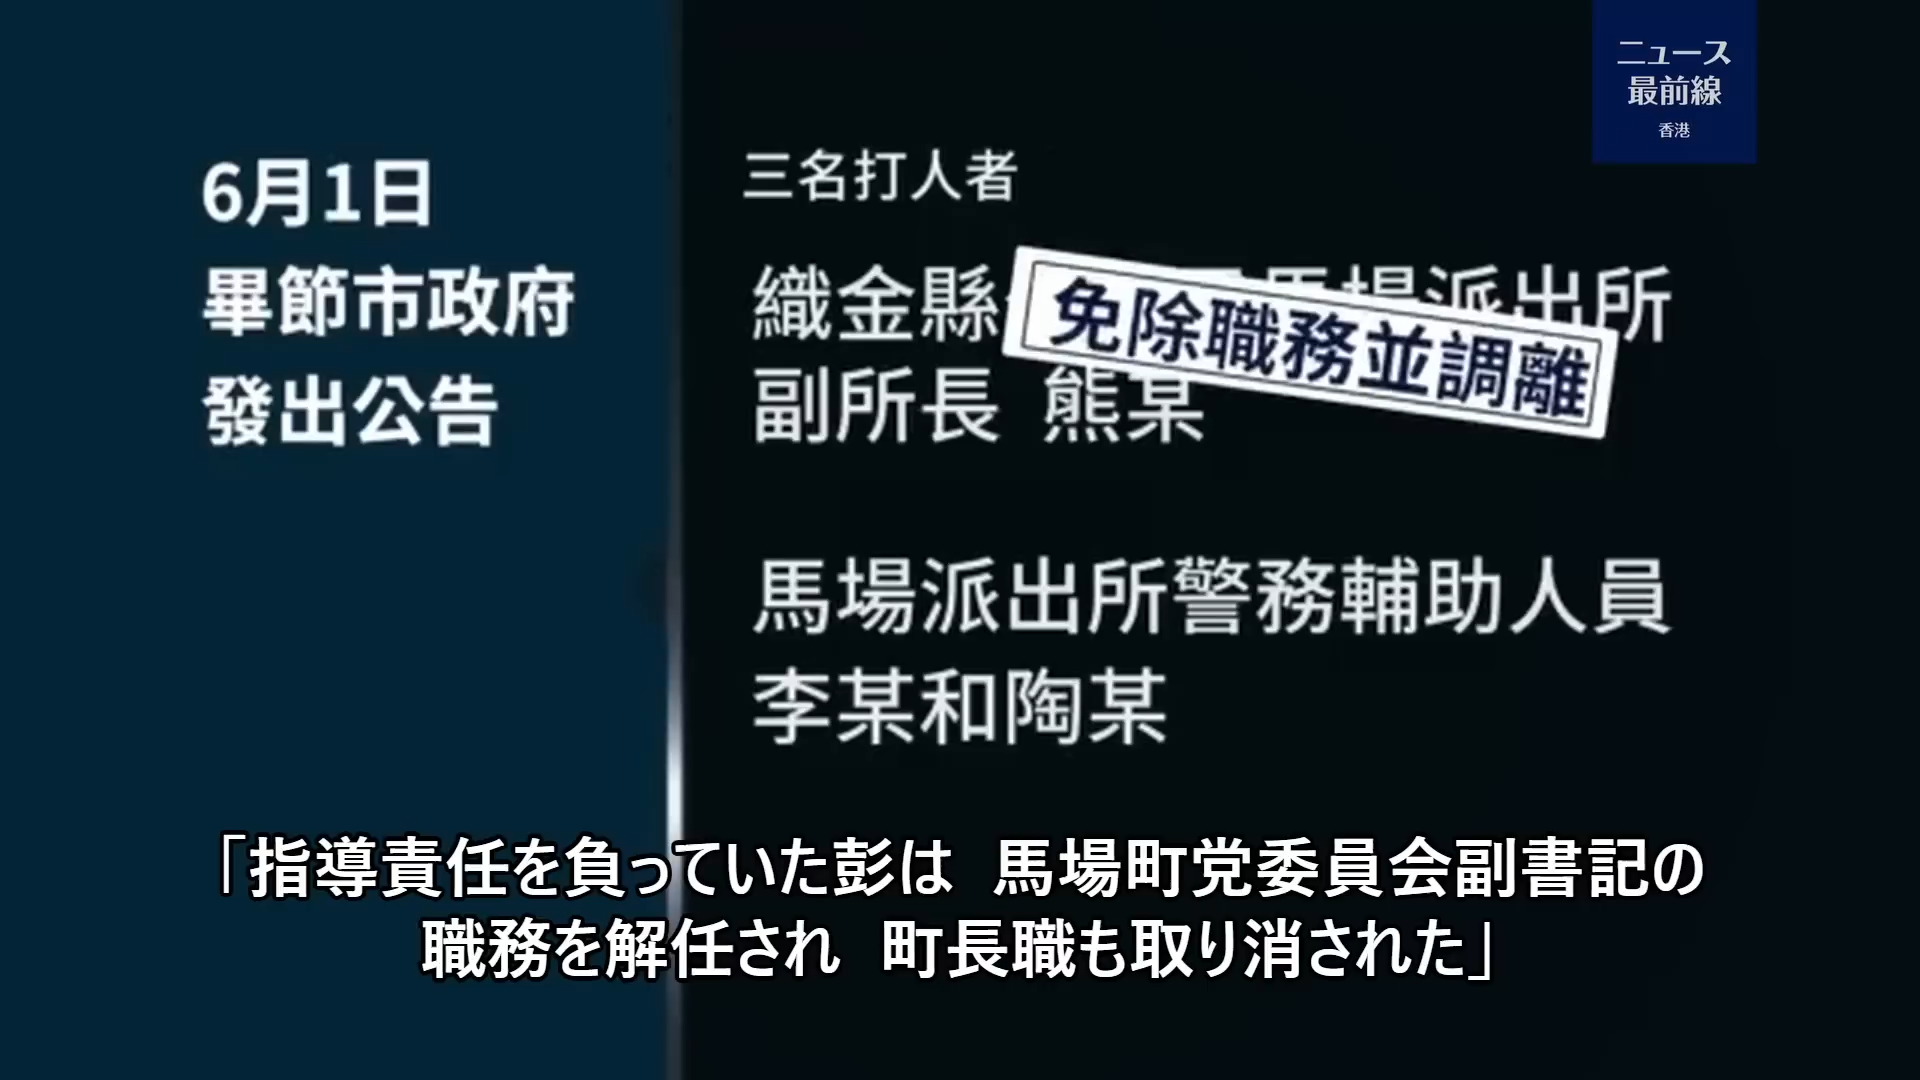 ニュース
最前線
香港
6月1日
畢節市政府
發出公告
三名打人者
織金縣 馬場派出所
免除職務並調離
副所長 熊某
馬場派出所警務輔助人員
李某和陶某
「指導責任を負っていた彭は 馬場町党委員会副書記の
職務を解任され 町長職も取り消された」